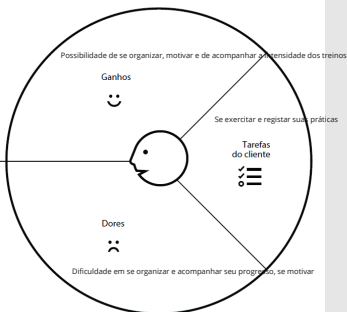 Possibilidade de se organizar, motivar e de acompanhar a intensidade dos treinos
Ganhos
Se exercitar e registar suas práticas
Tarefas
do cliente
Dores
Dificuldade em se organizar e acompanhar seu progresso, se motivar